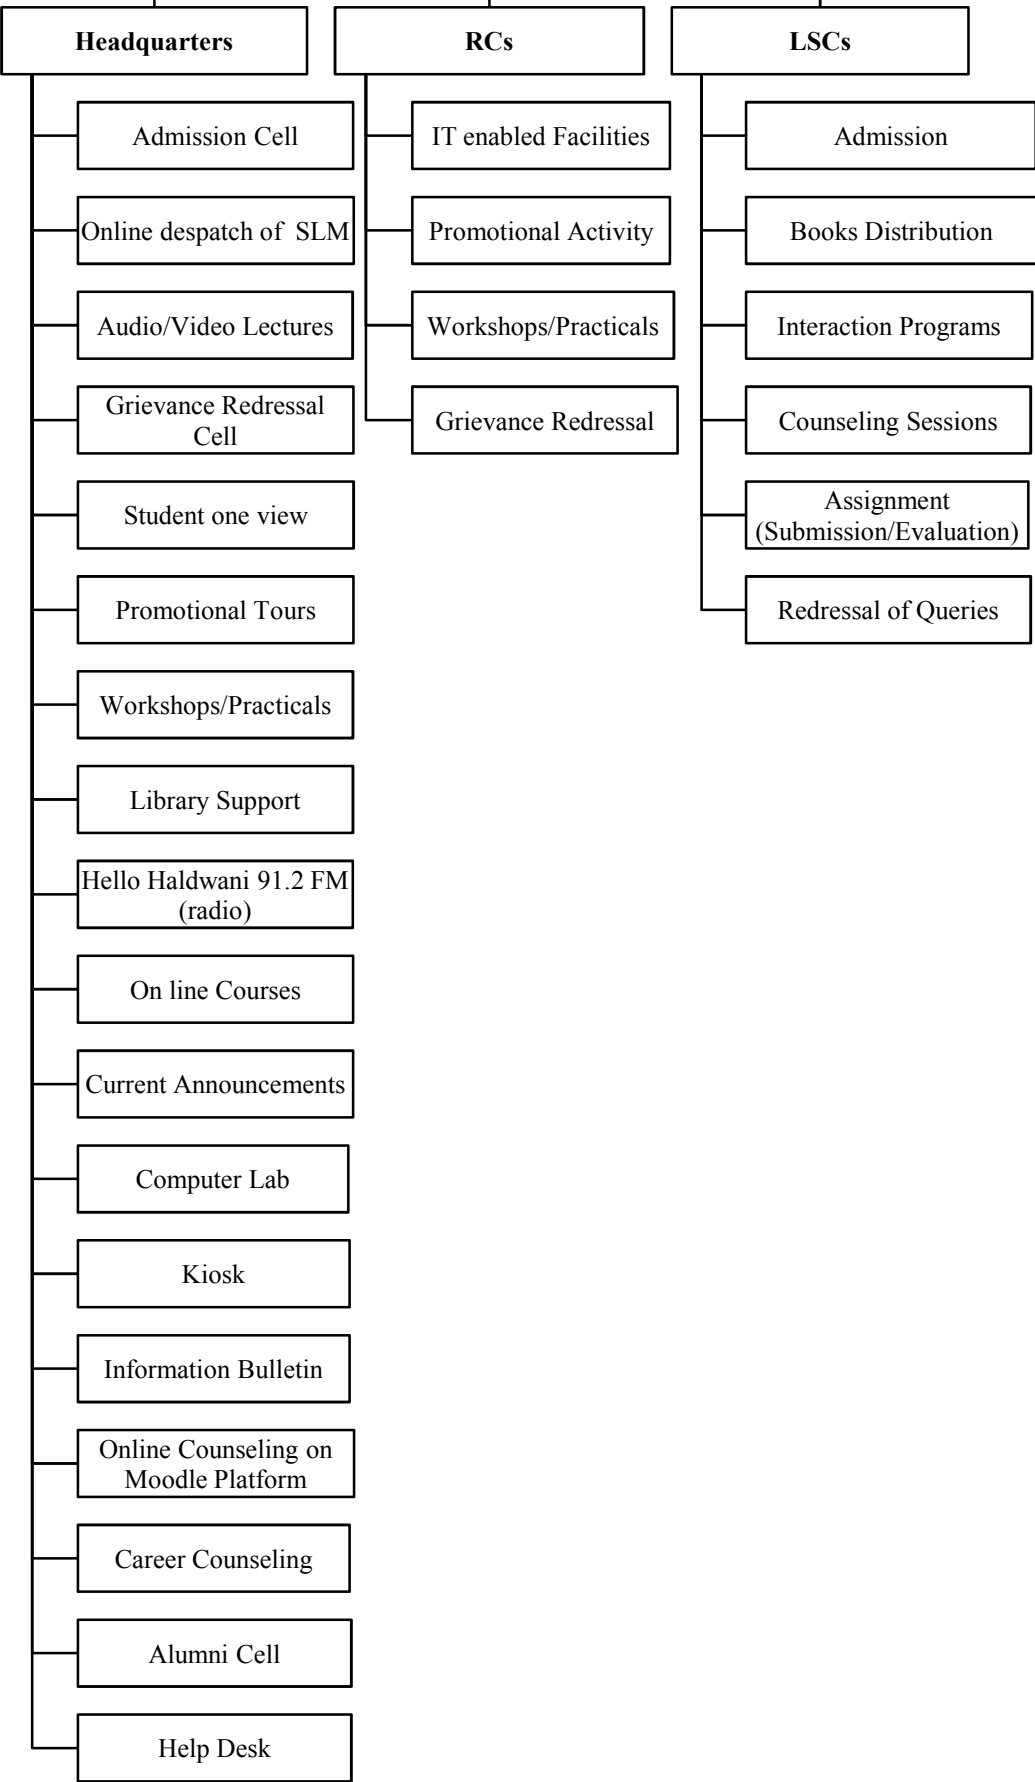 Headquarters
Admission Cell
Online despatch of SLM
Audio/Video Lectures
Grievance Redressal
Cell
Student one view
Promotional Tours
Workshops/Practicals
Library Support
Hello Haldwani 91.2 FM
(radio)
On line Courses
Current Announcements
Computer Lab
Kiosk
Information Bulletin
Online Counseling on
Moodle Platform
Career Counseling
Alumni Cell
Help Desk
RCs
IT enabled Facilities
Promotional Activity
Workshops/Practicals
Grievance Redressal
LSCs
Admission
Books Distribution
Interaction Programs
Counseling Sessions
Assignment
(Submission/Evaluation)
Redressal of Queries